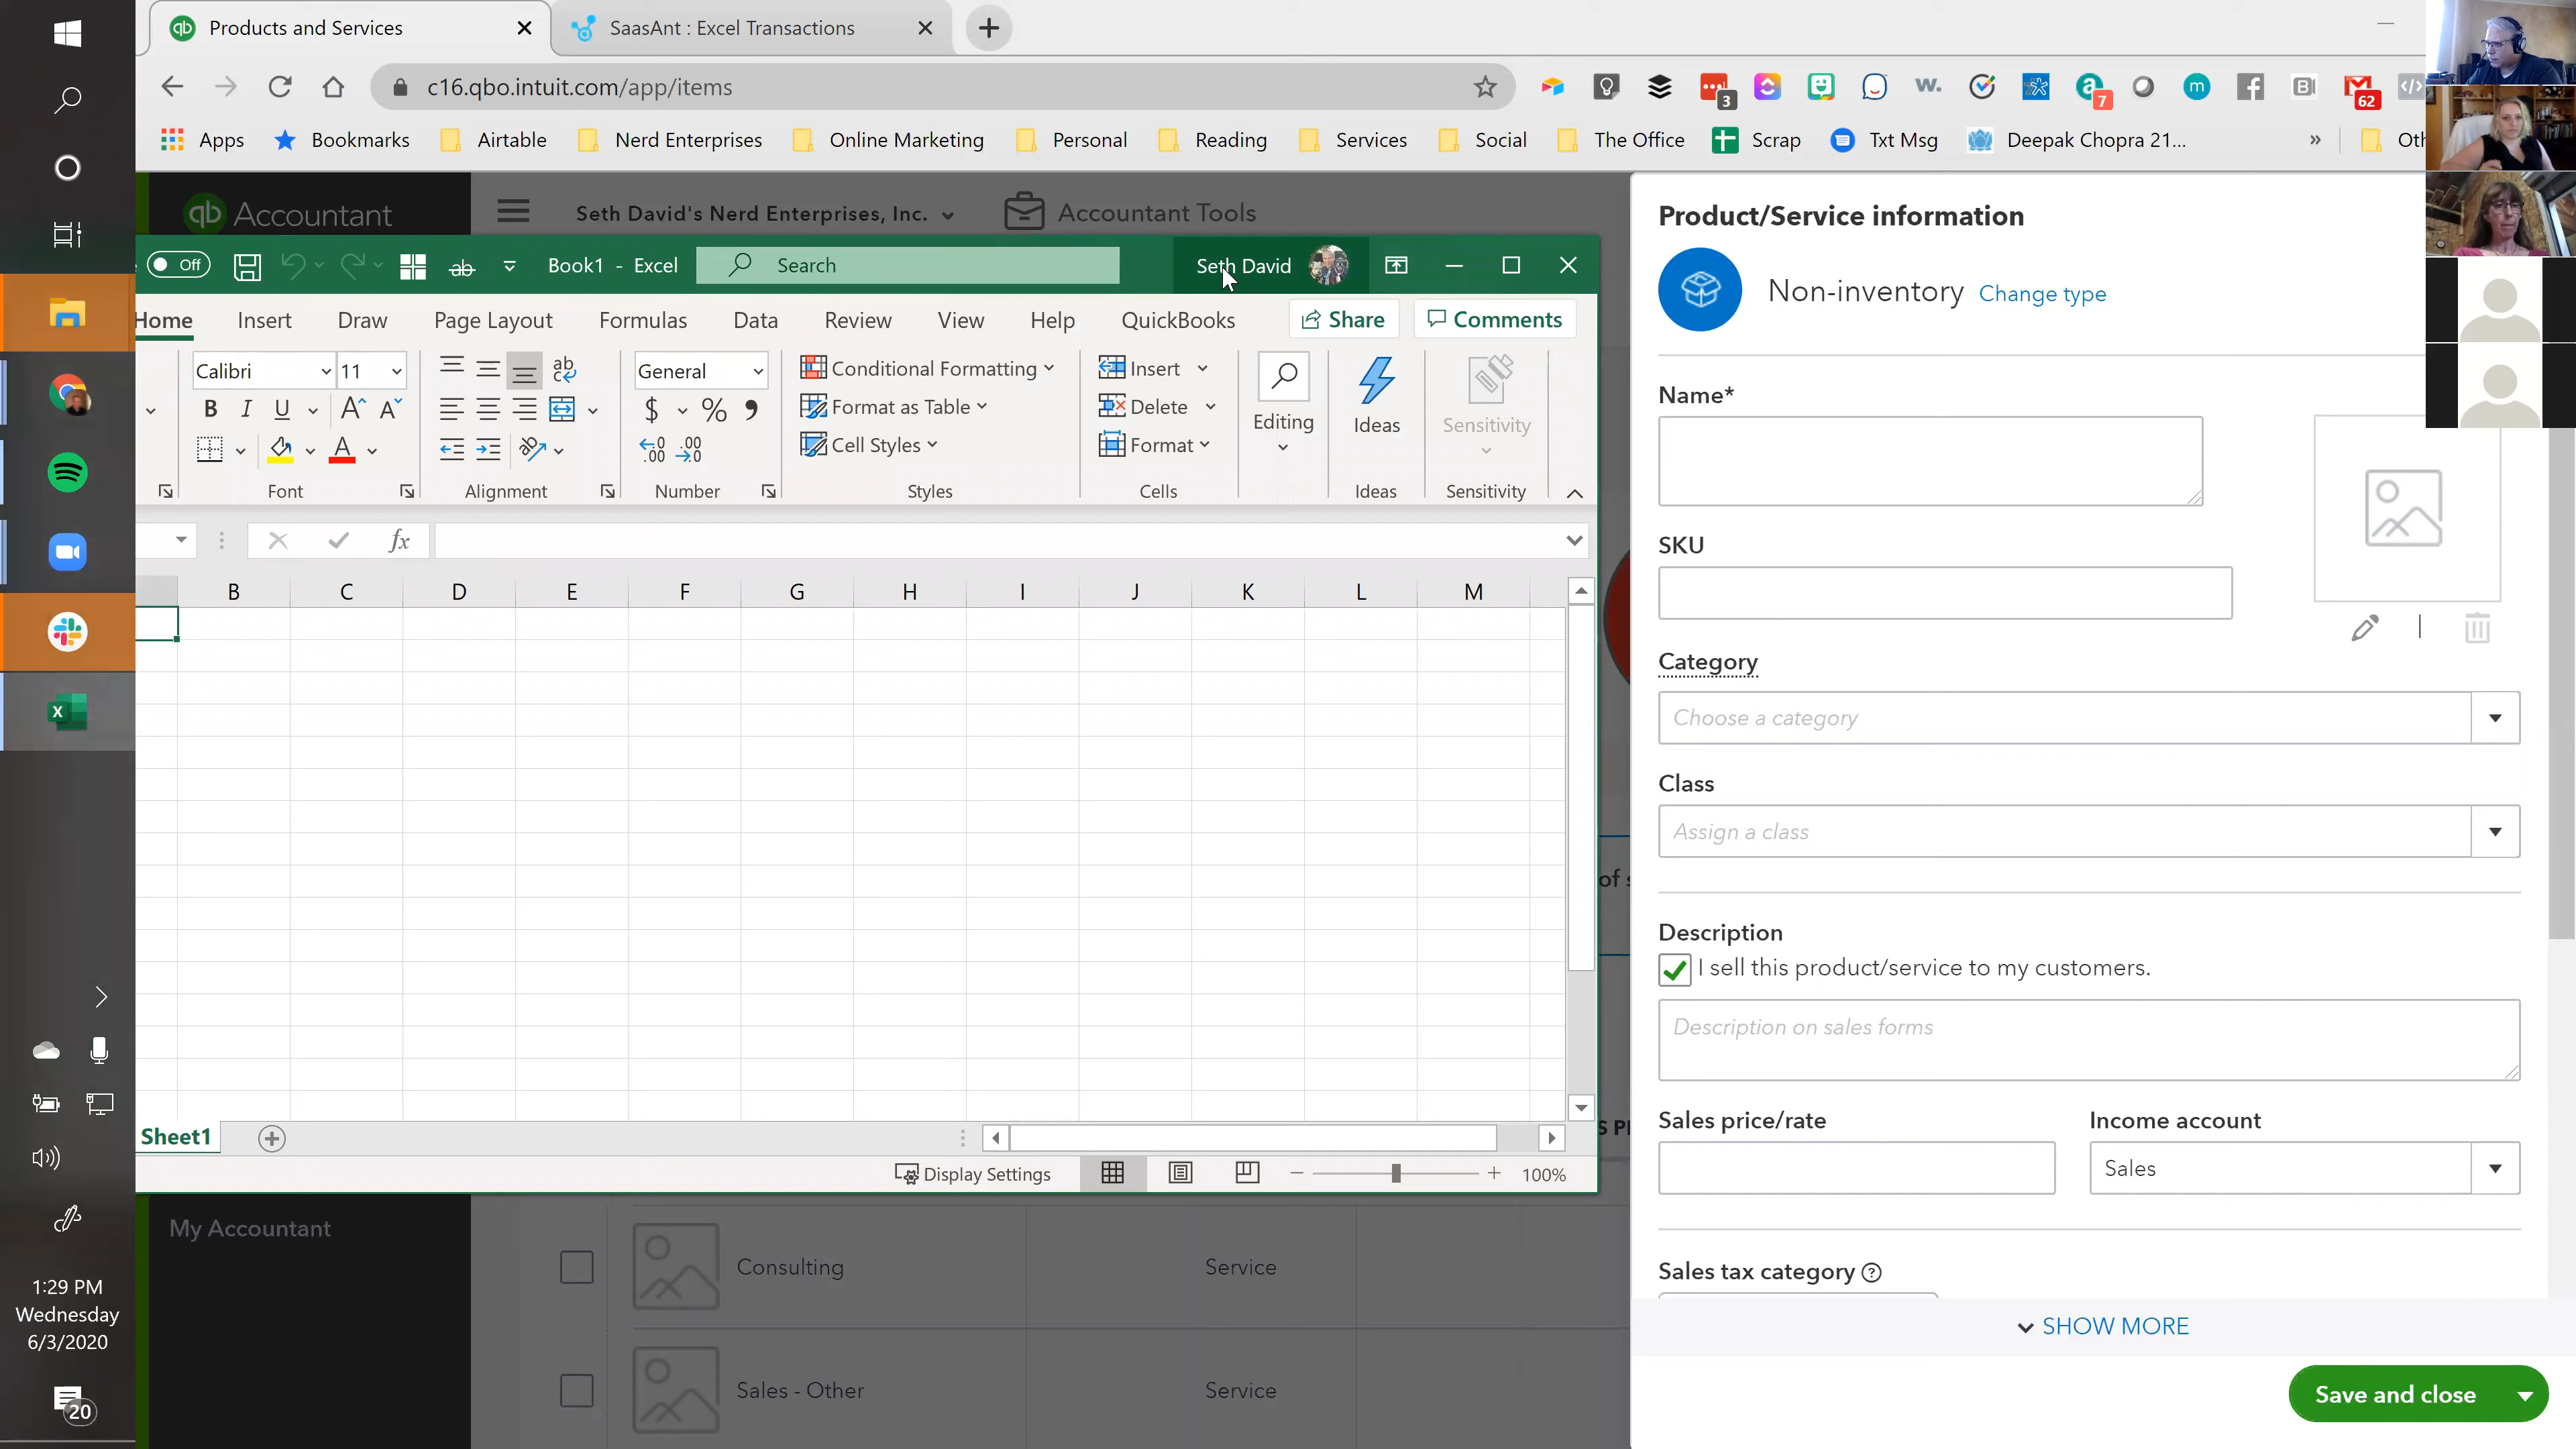 Products and Services
SaasAnt : Excel Transactions
c16.qbo.intuit.com/app/items
3
7
62
Apps
Bookmarks
Airtable
Nerd Enterprises
Online Marketing
Personal
Reading
Services
Social
The Office
Scrap
Txt Msg
Deepak Chopra 21...
»
qb Accountant
Seth David's Nerd Enterprises, Inc.
Accountant Tools
Off
Book1 - Excel
Search
Seth David
Home
Insert
Draw
Page Layout
Formulas
Data
Review
View
Help
QuickBooks
Share
Comments
Calibri
11
General
Conditional Formatting
Format as Table
Cell Styles
Insert
Delete
Format
Editing
Ideas
Sensitivity
Font
Alignment
Number
Styles
Cells
Ideas
Sensitivity
fx
B C D E F G H I J K L M
Sheet1
Display Settings
100%
My Accountant
Consulting
Service
Sales - Other
Service
Product/Service information
Non-inventory
Change type
Name*
SKU
Category
Choose a category
Class
Assign a class
Description
I sell this product/service to my customers.
Description on sales forms
Sales price/rate
Income account
Sales
Sales tax category
SHOW MORE
Save and close
1:29 PM
Wednesday
6/3/2020
20